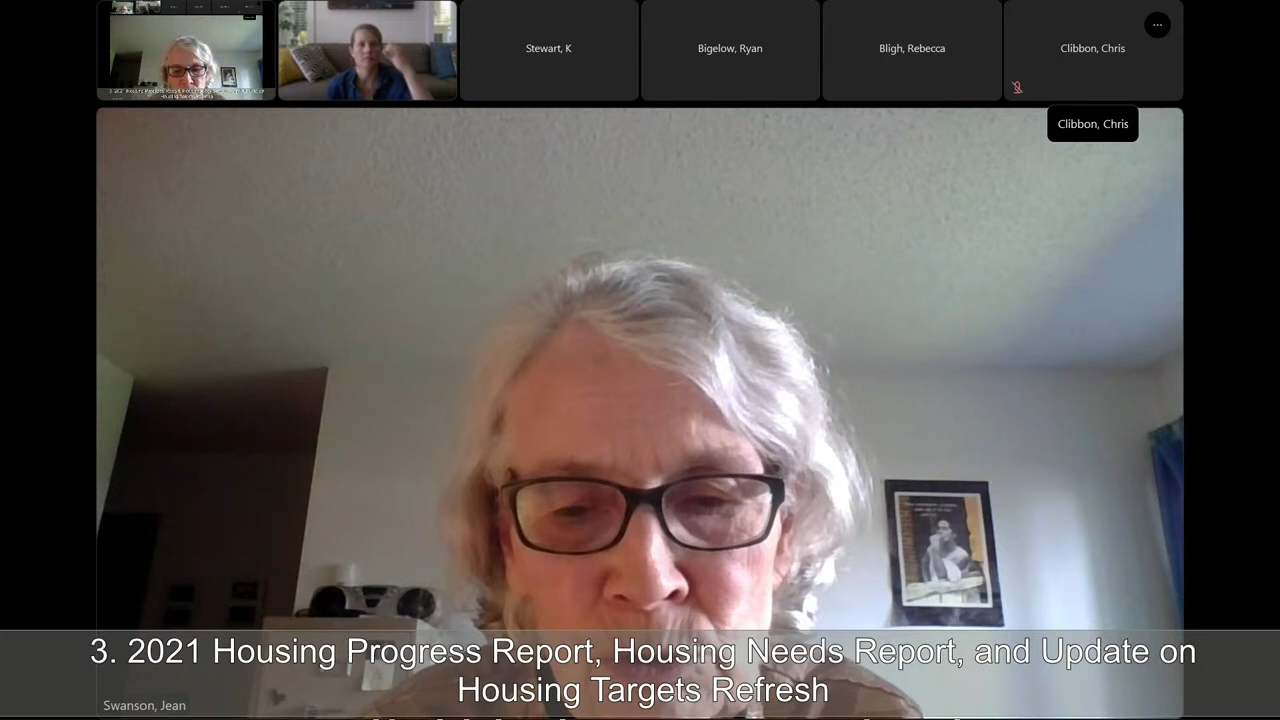 Stewart, K
Bigelow, Ryan
Bligh, Rebecca
Clibbon, Chris
Clibbon, Chris
3. 2021 Housing Progress Report, Housing Needs Report, and Update on
Housing Targets Refresh
Swanson, Jean